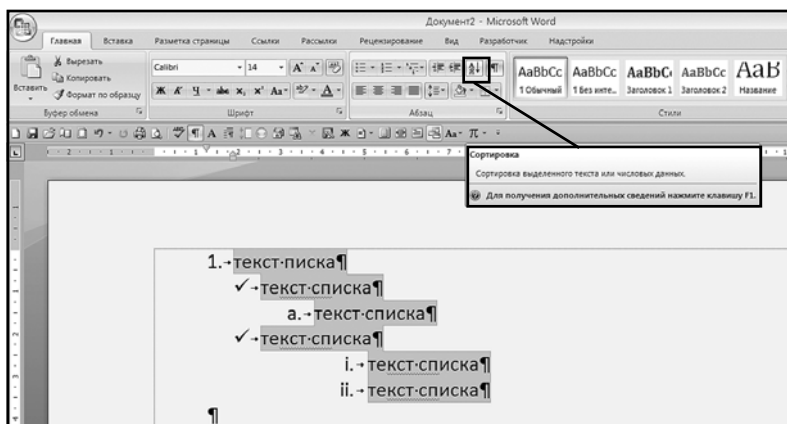 Документ2 - Microsoft Word
Главная Вставка Разметка страницы Ссылки Рассылки Рецензирование Вид Разработчик Надстройки
Вставить
Вырезать
Копировать
Формат по образцу
Буфер обмена
Calibri 14
Шрифт
Абзац
AaBbCc AaBbCc AaBbC AaBbCc АаВ
1 Обычный 1 Без инте... Заголовок 1 Заголовок 2 Название
Стили
Сортировка
Сортировка выделенного текста или числовых данных.
Для получения дополнительных сведений нажмите клавишу F1.
1.→текст·писка¶
✓→текст·списка¶
a.→текст·списка¶
✓→текст·списка¶
i.→текст·списка¶
ii.→текст·списка¶
¶